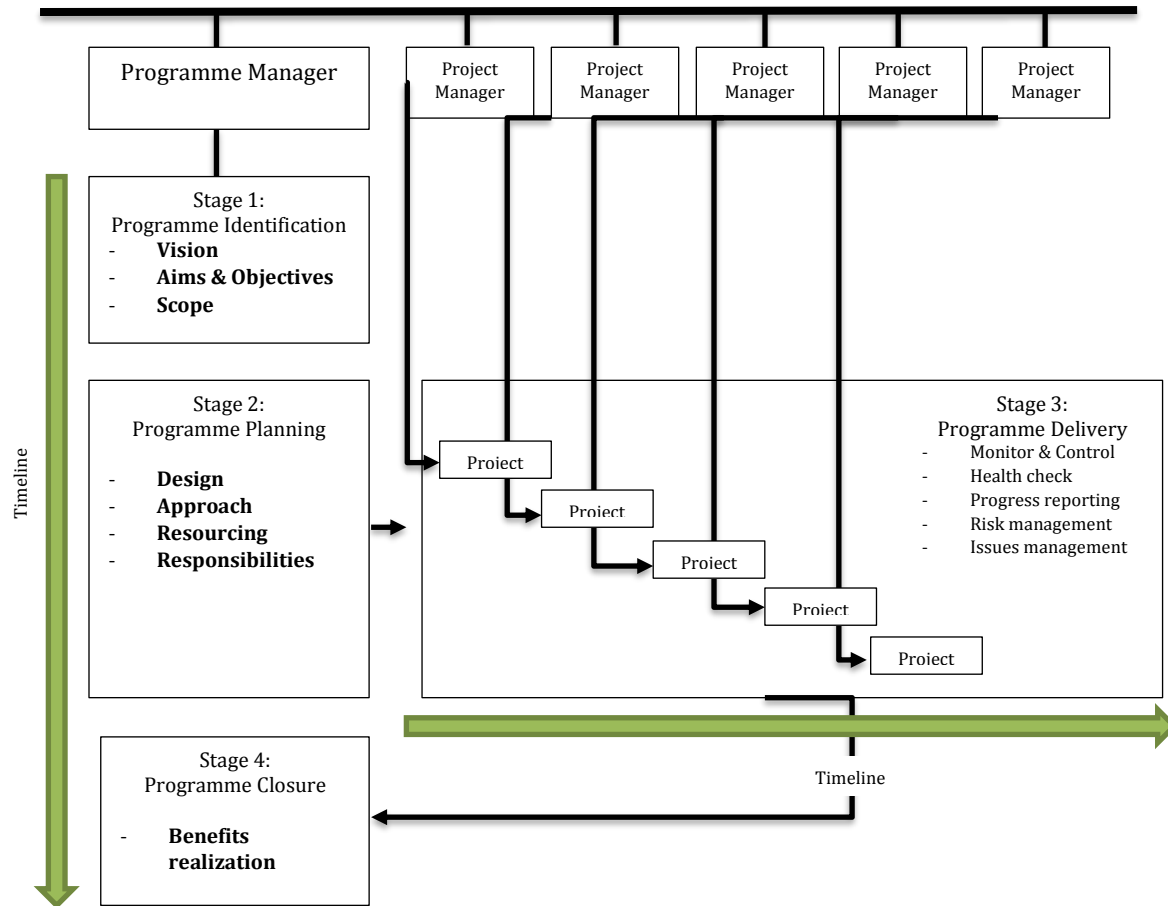 Programme Manager
Project
Manager
Project
Manager
Project
Manager
Project
Manager
Project
Manager
Stage 1:
Programme Identification
- Vision
- Aims & Objectives
- Scope
Stage 2:
Programme Planning
- Design
- Approach
- Resourcing
- Responsibilities
Stage 3:
Programme Delivery
- Monitor & Control
- Health check
- Progress reporting
- Risk management
- Issues management
Project
Project
Project
Project
Project
Timeline
Timeline
Stage 4:
Programme Closure
- Benefits
realization